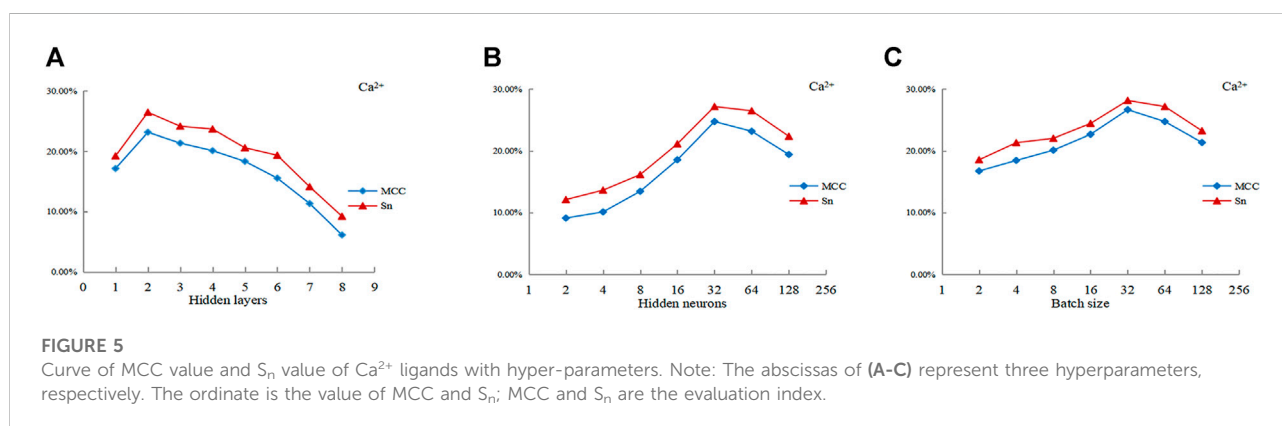 A
Ca²⁺
30.00%
20.00%
10.00%
0.00%
MCC
Sn
0 1 2 3 4 5 6 7 8 9
Hidden layers
B
Ca²⁺
30.00%
20.00%
10.00%
0.00%
MCC
Sn
1 2 4 8 16 32 64 128 256
Hidden neurons
C
Ca²⁺
30.00%
20.00%
10.00%
0.00%
MCC
Sn
1 2 4 8 16 32 64 128 256
Batch size
FIGURE 5
Curve of MCC value and Sₙ value of Ca²⁺ ligands with hyper-parameters. Note: The abscissas of (A-C) represent three hyperparameters,
respectively. The ordinate is the value of MCC and Sₙ; MCC and Sₙ are the evaluation index.